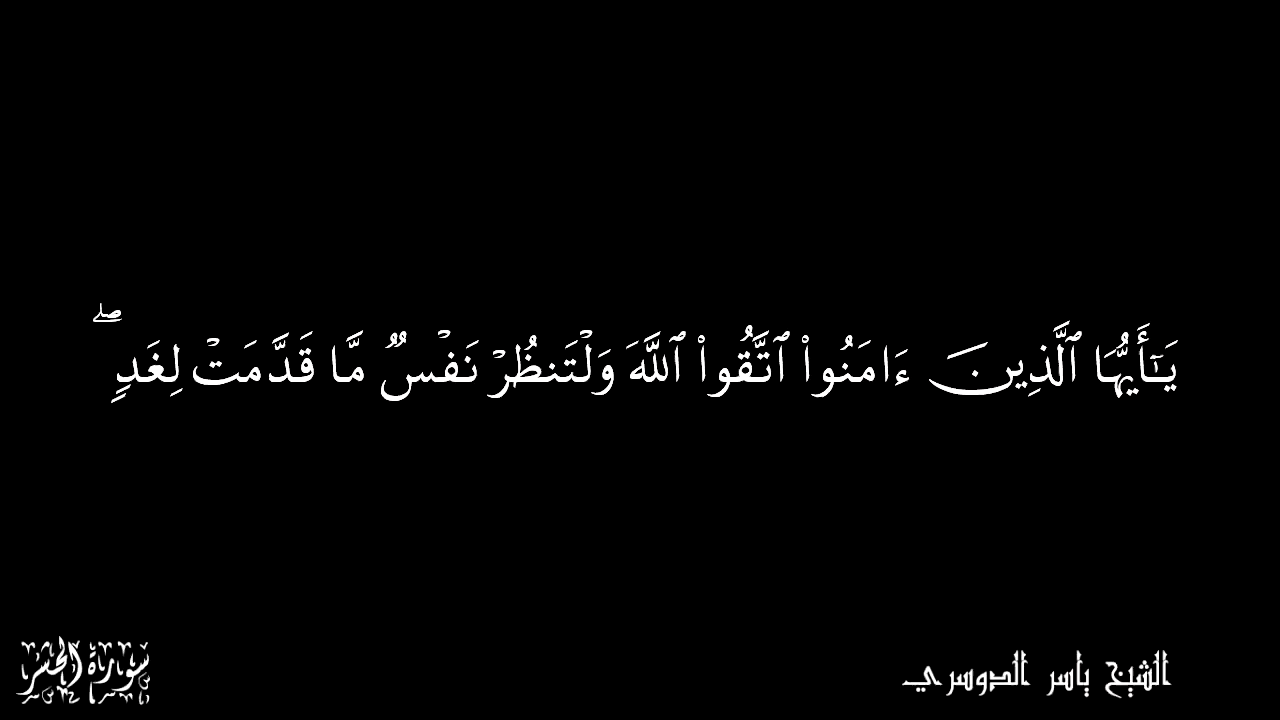 يَـٰٓأَيُّهَا ٱلَّذِينَ ءَامَنُوا۟ ٱتَّقُوا۟ ٱللَّهَ وَلْتَنظُرْ نَفْسٌ مَّا قَدَّمَتْ لِغَدٍ ۖ
الشيخ ياسر الدوسري
سورة الحشر